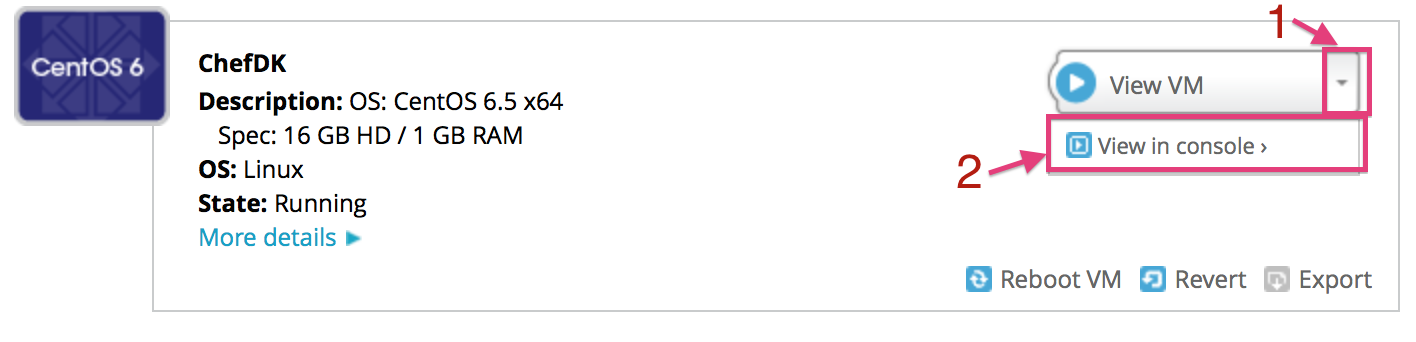 CentOS 6
ChefDK
Description: OS: CentOS 6.5 x64
Spec: 16 GB HD / 1 GB RAM
OS: Linux
State: Running
More details
1
View VM
2
View in console ›
Reboot VM Revert Export